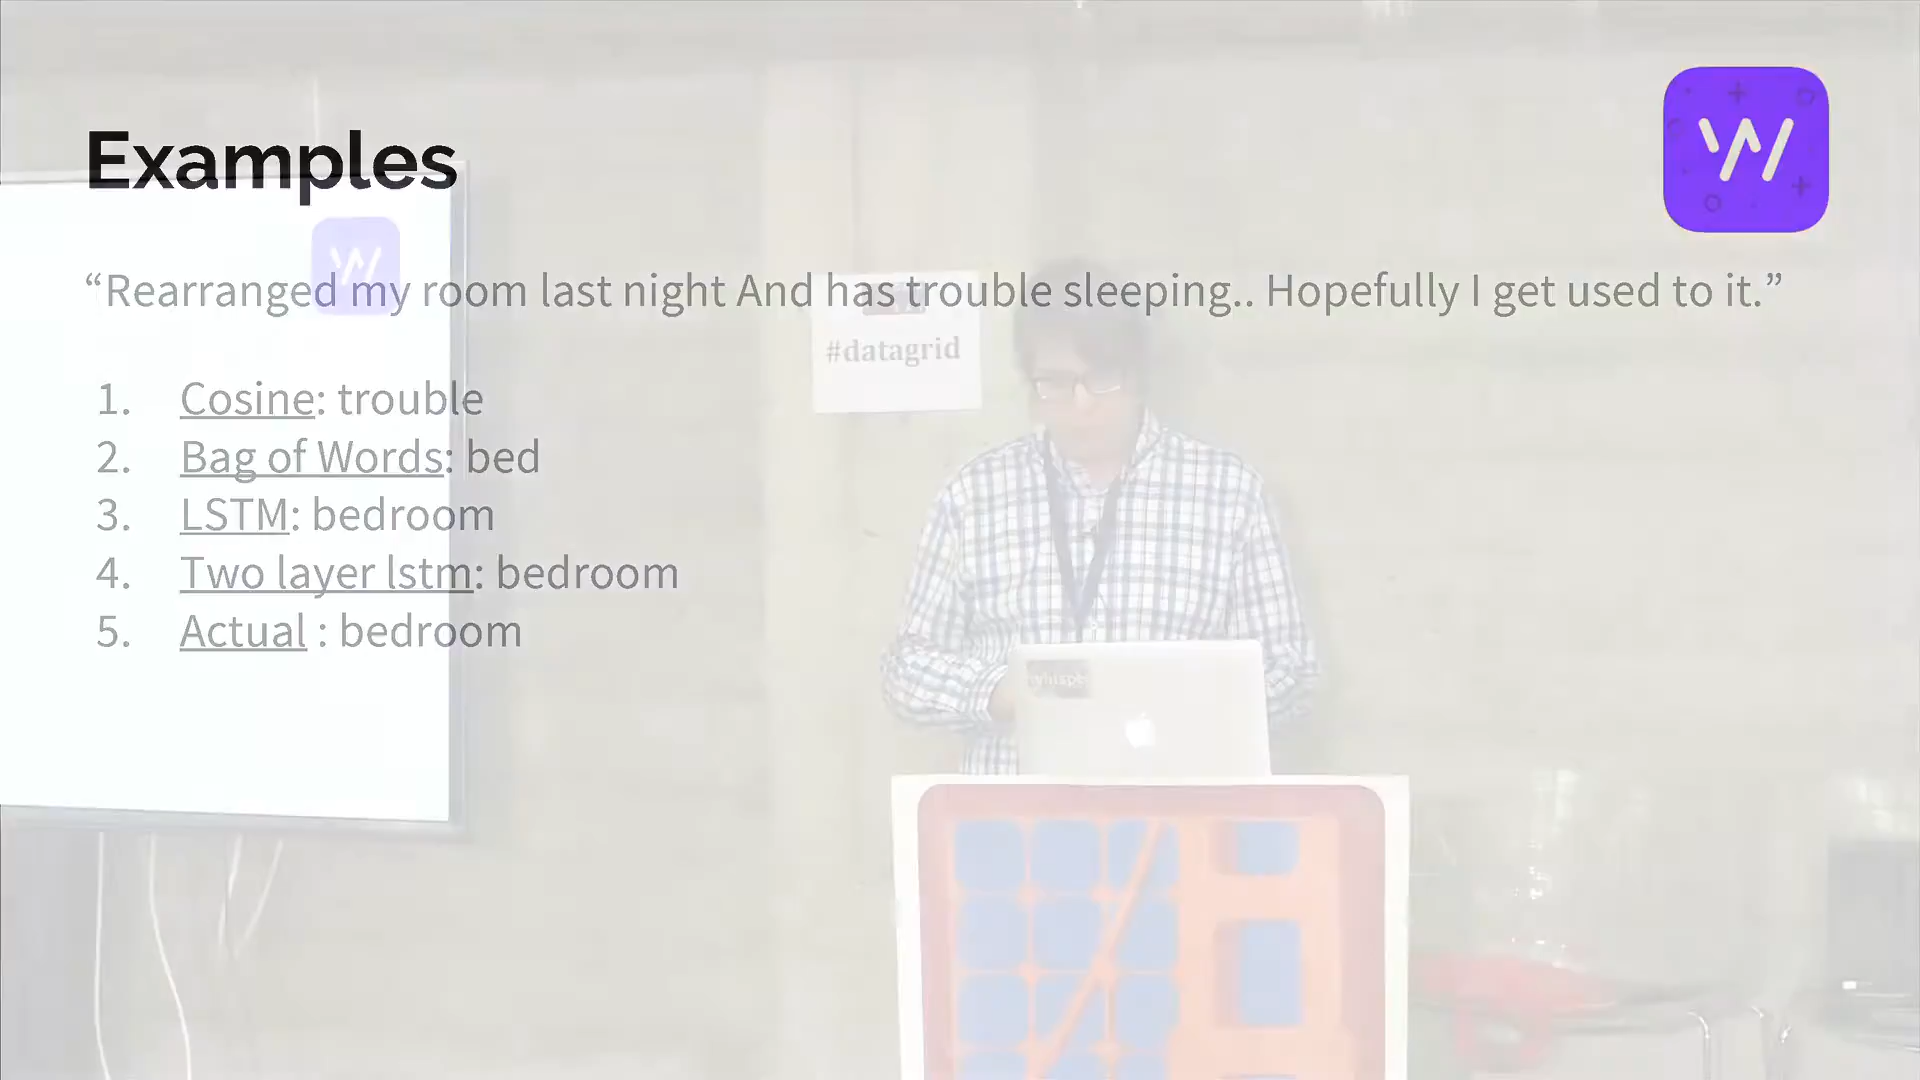 Examples
“Rearranged my room last night And has trouble sleeping.. Hopefully I get used to it.”
#datagrid
1. Cosine: trouble
2. Bag of Words: bed
3. LSTM: bedroom
4. Two layer lstm: bedroom
5. Actual : bedroom